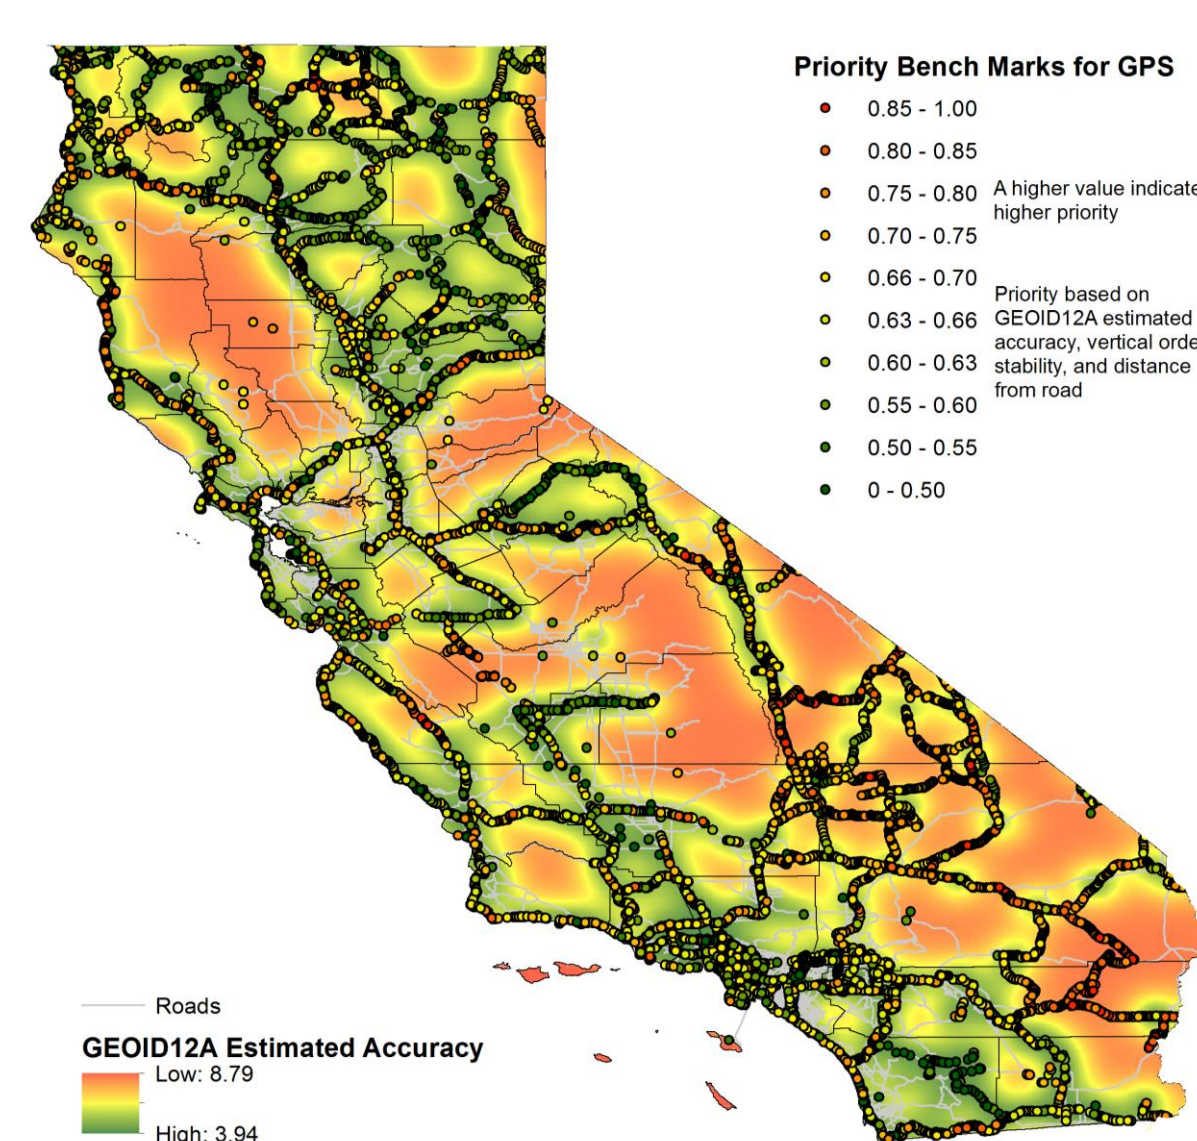 Priority Bench Marks for GPS
0.85 - 1.00
0.80 - 0.85
0.75 - 0.80
0.70 - 0.75
0.66 - 0.70
0.63 - 0.66
0.60 - 0.63
0.55 - 0.60
0.50 - 0.55
0 - 0.50
A higher value indicate
higher priority
Priority based on
GEOID12A estimated
accuracy, vertical orde
stability, and distance
from road
Roads
GEOID12A Estimated Accuracy
Low: 8.79
High: 3.94